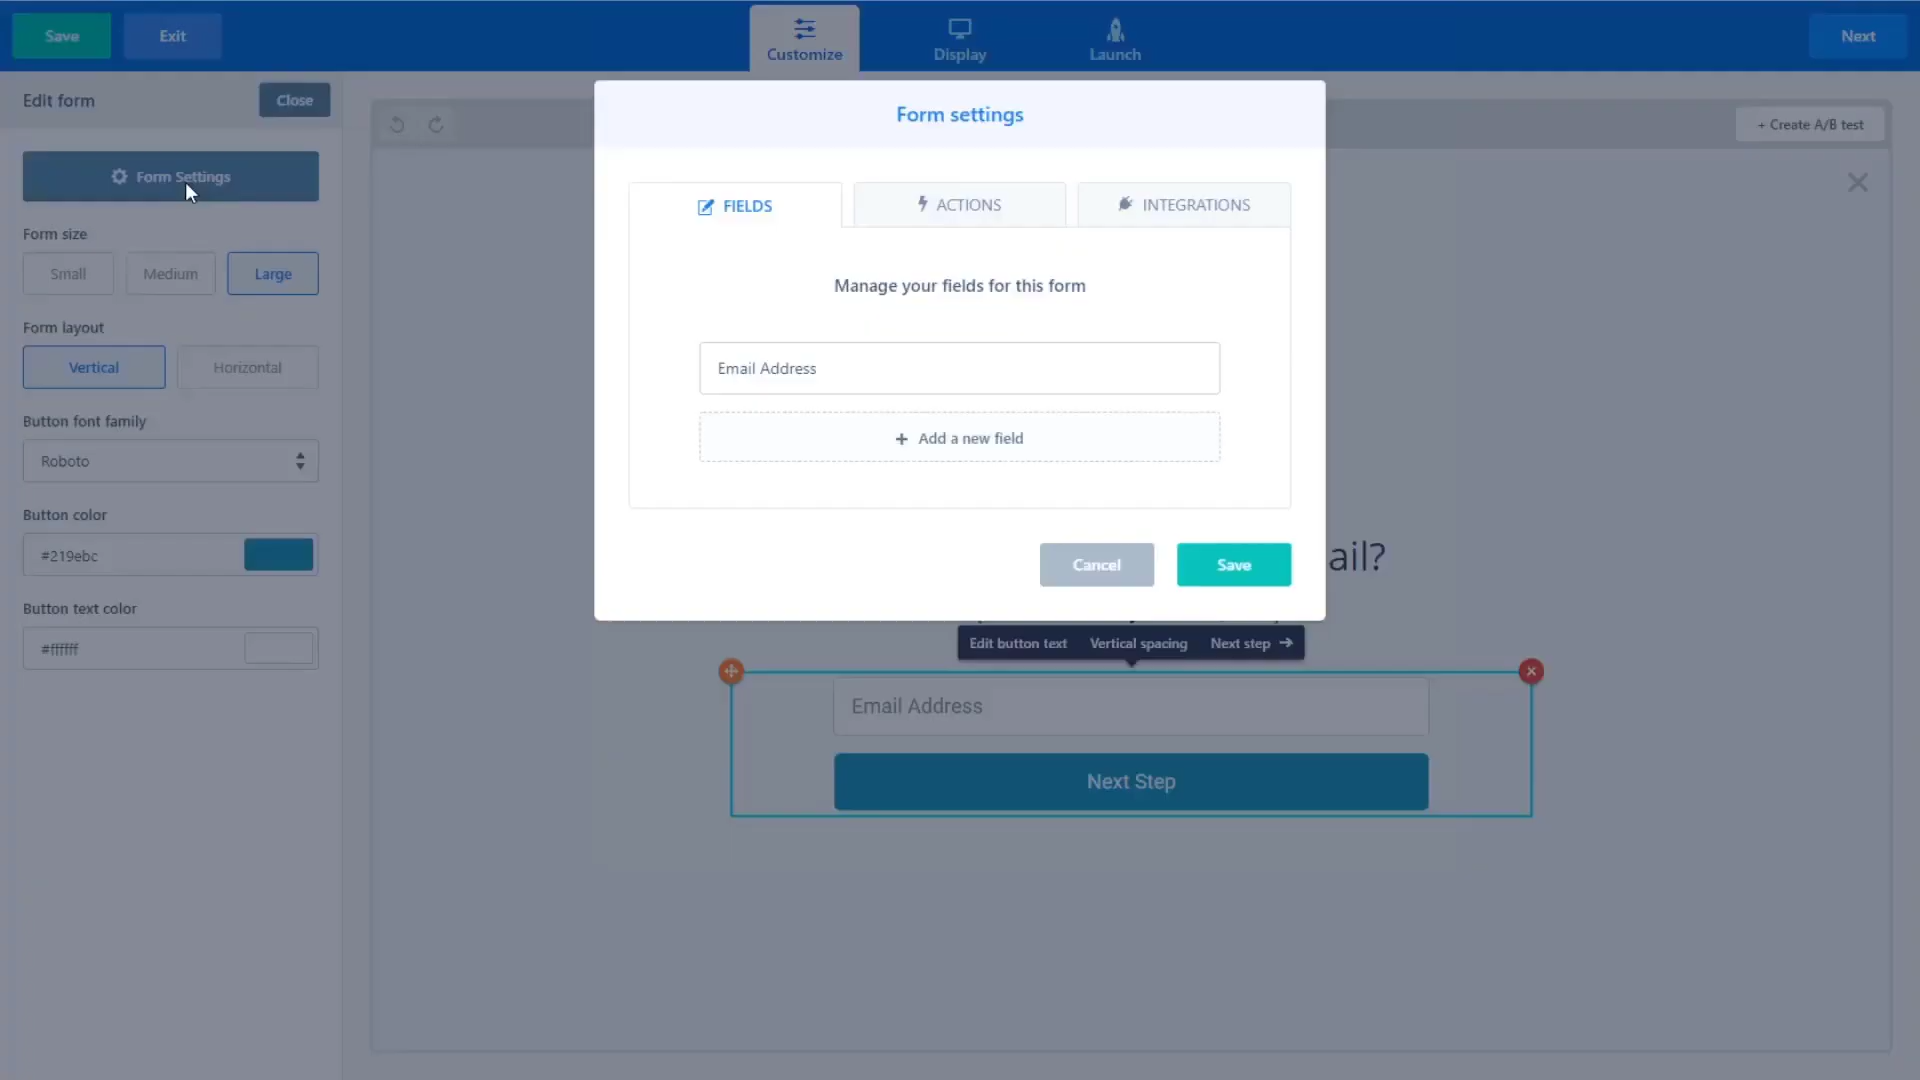 Save
Exit
Customize
Display
Launch
Next
Edit form
Close
Form settings
+ Create A/B test
Form Settings
FIELDS
ACTIONS
INTEGRATIONS
Form size
Small
Medium
Large
Manage your fields for this form
Form layout
Vertical
Horizontal
Email Address
Button font family
+ Add a new field
Roboto
Button color
#219ebc
Cancel
Save
ail?
Button text color
#ffffff
Edit button text
Vertical spacing
Next step →
Email Address
Next Step